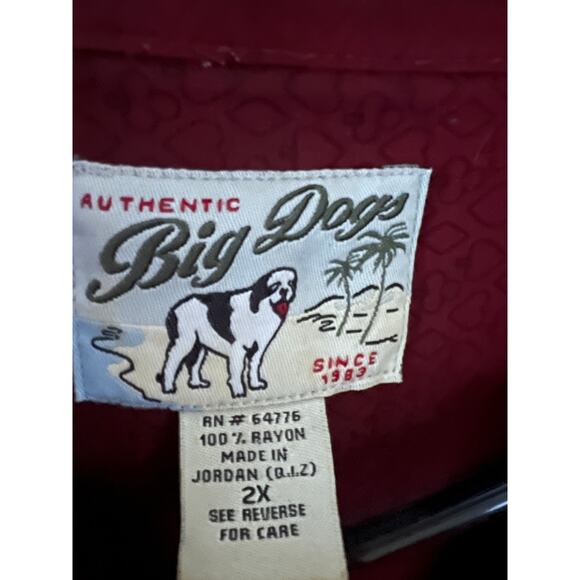 AUTHENTIC
Big Dogs
SINCE
1983
RN # 64776
100% RAYON
MADE IN
JORDAN (Q.I.Z)
2X
SEE REVERSE
FOR CARE